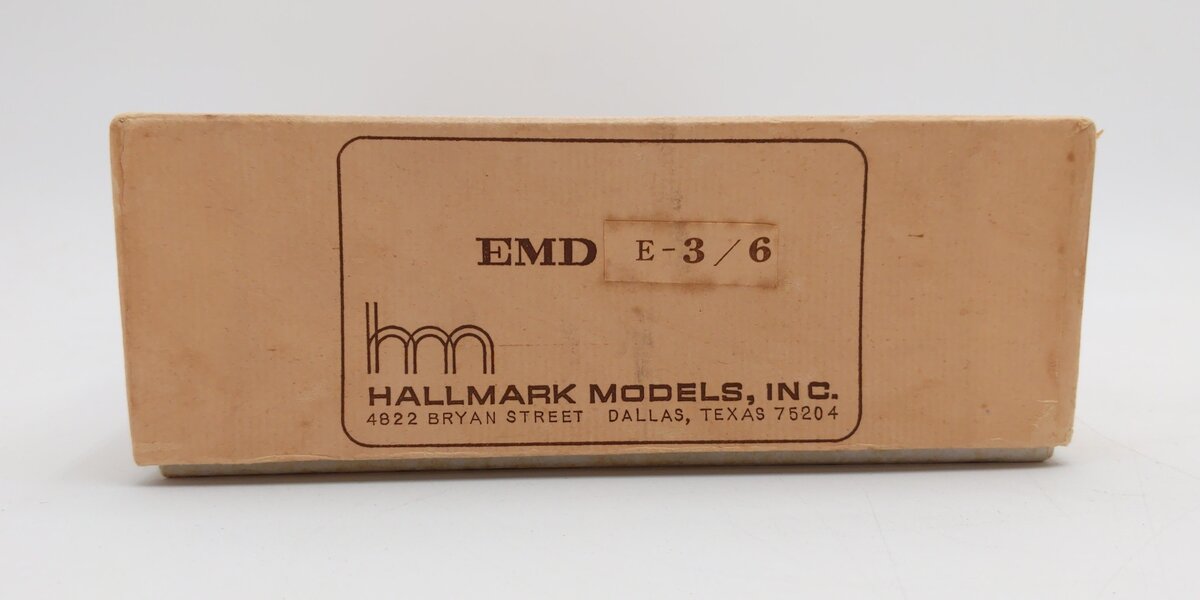 EMD E-3/6
hm
HALLMARK MODELS, INC.
4822 BRYAN STREET DALLAS, TEXAS 75204